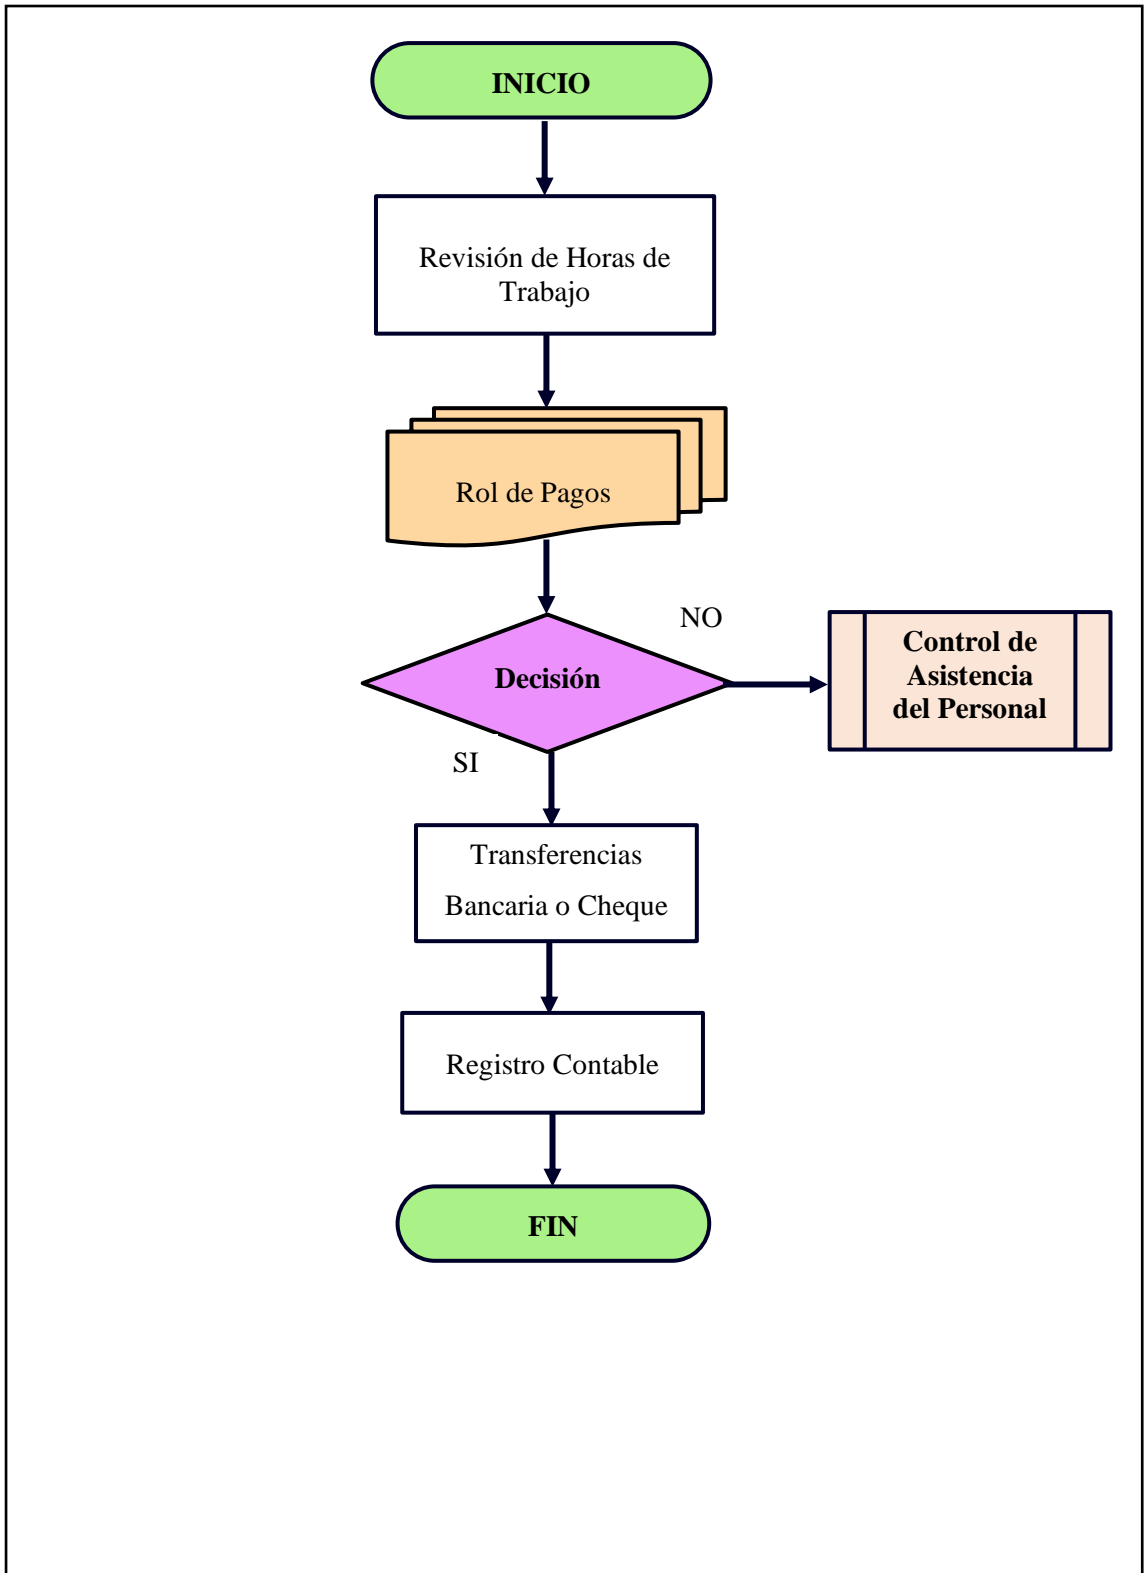 INICIO
Revisión de Horas de
Trabajo
Rol de Pagos
NO
Decisión
Control de
Asistencia
del Personal
SI
Transferencias
Bancaria o Cheque
Registro Contable
FIN